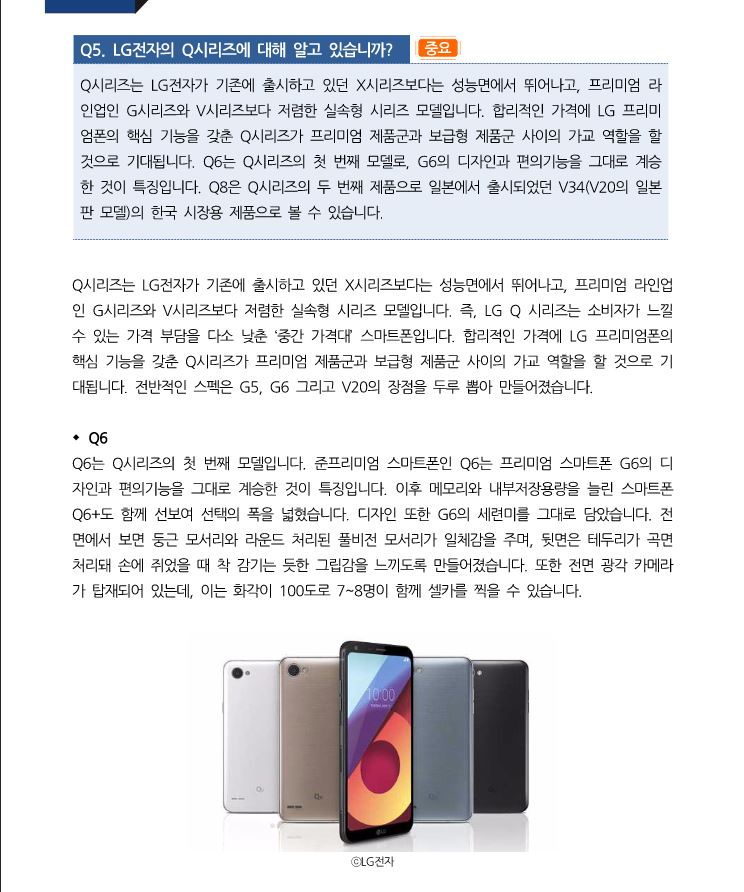 Q5. LG전자의 Q시리즈에 대해 알고 있습니까? 중요
Q시리즈는 LG전자가 기존에 출시하고 있던 X시리즈보다는 성능면에서 뛰어나고, 프리미엄 라
인업인 G시리즈와 V시리즈보다 저렴한 실속형 시리즈 모델입니다. 합리적인 가격에 LG 프리미
엄폰의 핵심 기능을 갖춘 Q시리즈가 프리미엄 제품군과 보급형 제품군 사이의 가교 역할을 할
것으로 기대됩니다. Q6는 Q시리즈의 첫 번째 모델로, G6의 디자인과 편의기능을 그대로 계승
한 것이 특징입니다. Q8은 Q시리즈의 두 번째 제품으로 일본에서 출시되었던 V34(V20의 일본
판 모델)의 한국 시장용 제품으로 볼 수 있습니다.
Q시리즈는 LG전자가 기존에 출시하고 있던 X시리즈보다는 성능면에서 뛰어나고, 프리미엄 라인업
인 G시리즈와 V시리즈보다 저렴한 실속형 시리즈 모델입니다. 즉, LG Q 시리즈는 소비자가 느낄
수 있는 가격 부담을 다소 낮춘 ‘중간 가격대’ 스마트폰입니다. 합리적인 가격에 LG 프리미엄폰의
핵심 기능을 갖춘 Q시리즈가 프리미엄 제품군과 보급형 제품군 사이의 가교 역할을 할 것으로 기
대됩니다. 전반적인 스펙은 G5, G6 그리고 V20의 장점을 두루 뽑아 만들어졌습니다.
◆ Q6
Q6는 Q시리즈의 첫 번째 모델입니다. 준프리미엄 스마트폰인 Q6는 프리미엄 스마트폰 G6의 디
자인과 편의기능을 그대로 계승한 것이 특징입니다. 이후 메모리와 내부저장용량을 늘린 스마트폰
Q6+도 함께 선보여 선택의 폭을 넓혔습니다. 디자인 또한 G6의 세련미를 그대로 담았습니다. 전
면에서 보면 둥근 모서리와 라운드 처리된 풀비전 모서리가 일체감을 주며, 뒷면은 테두리가 곡면
처리돼 손에 쥐었을 때 착 감기는 듯한 그립감을 느끼도록 만들어졌습니다. 또한 전면 광각 카메라
가 탑재되어 있는데, 이는 화각이 100도로 7~8명이 함께 셀카를 찍을 수 있습니다.
10:00
LG
ⓒLG전자